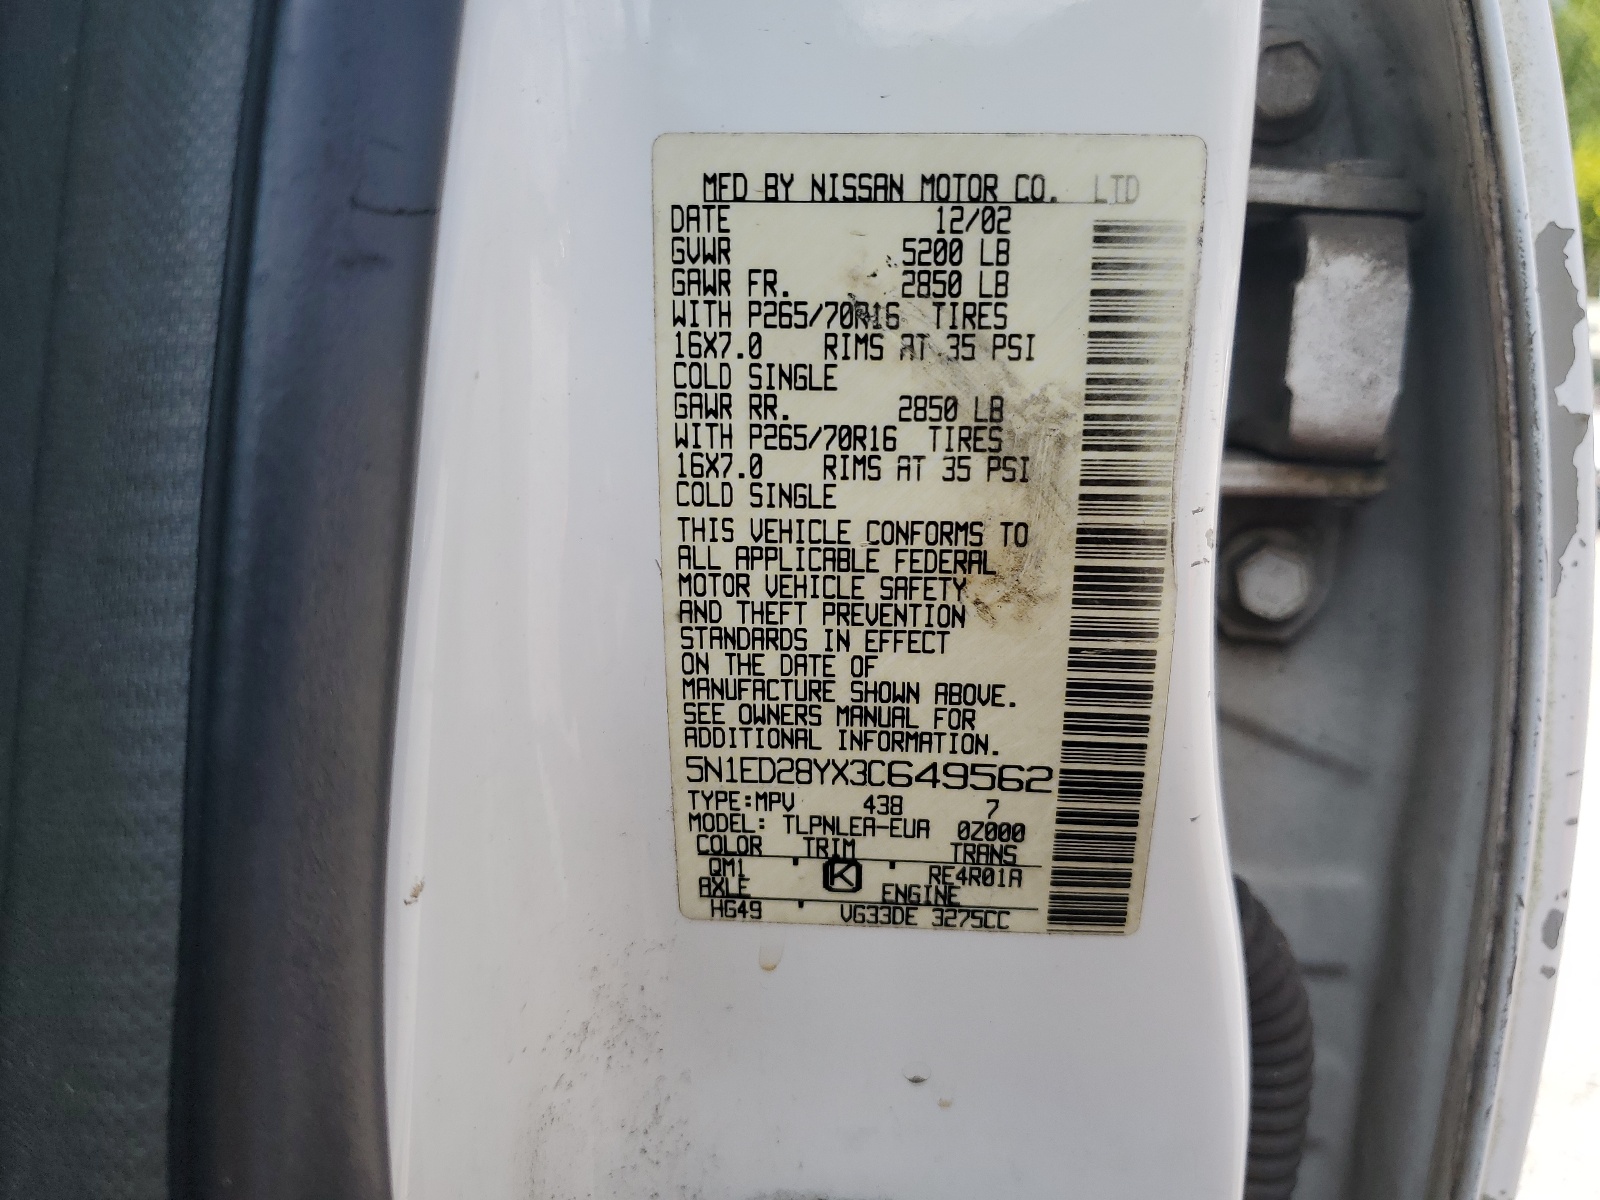 MFD BY NISSAN MOTOR CO. LTD
DATE 12/02
GVWR 5200 LB
GAWR FR. 2850 LB
WITH P265/70R16 TIRES
16X7.0 RIMS AT 35 PSI
COLD SINGLE
GAWR RR. 2850 LB
WITH P265/70R16 TIRES
16X7.0 RIMS AT 35 PSI
COLD SINGLE
THIS VEHICLE CONFORMS TO
ALL APPLICABLE FEDERAL
MOTOR VEHICLE SAFETY
AND THEFT PREVENTION
STANDARDS IN EFFECT
ON THE DATE OF
MANUFACTURE SHOWN ABOVE.
SEE OWNERS MANUAL FOR
ADDITIONAL INFORMATION.
5N1ED28YX3C649562
TYPE:MPV 438 7
MODEL: TLPNLEA-EUA 0Z000
COLOR TRIM TRANS
QM1 K RE4R01A
AXLE ENGINE
HG49 VG33DE 3275CC